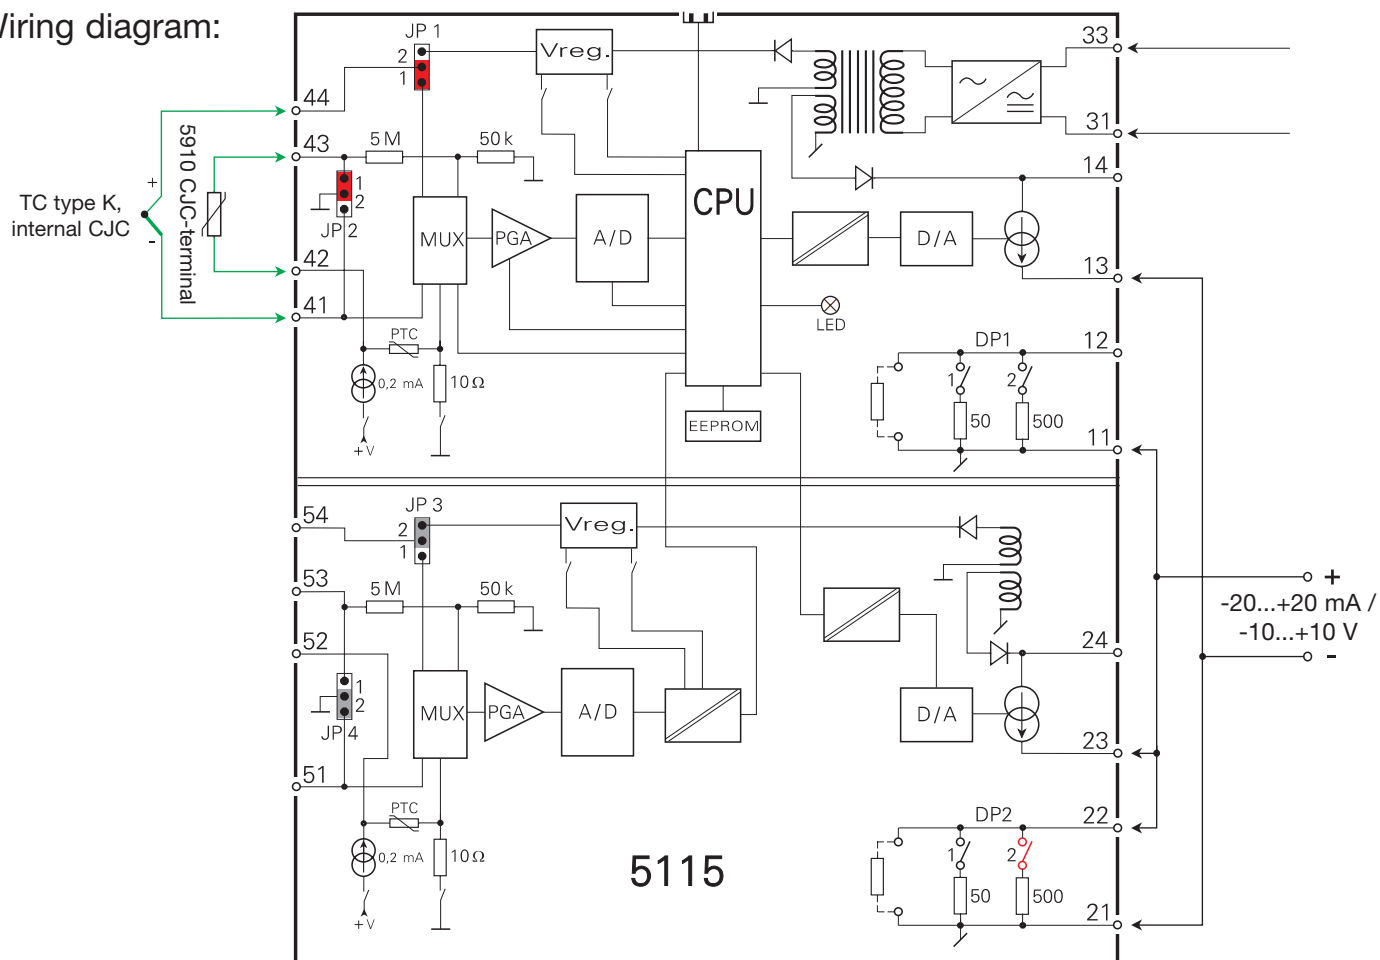 Wiring diagram:
JP 1
2
1
Vreg.
33
44
5 M
50 k
31
43
14
5910 CJC-terminal
+
TC type K,
internal CJC
-
1
2
JP 2
CPU
MUX
PGA
A/D
D/A
42
13
41
LED
PTC
0,2 mA
10 Ω
+V
EEPROM
DP1
12
1
2
50
500
11
54
JP 3
2
1
Vreg.
53
5 M
50 k
52
+
-20...+20 mA /
-10...+10 V
-
24
1
2
JP 4
MUX
PGA
A/D
D/A
23
51
PTC
0,2 mA
10 Ω
+V
5115
DP2
22
1
2
50
500
21